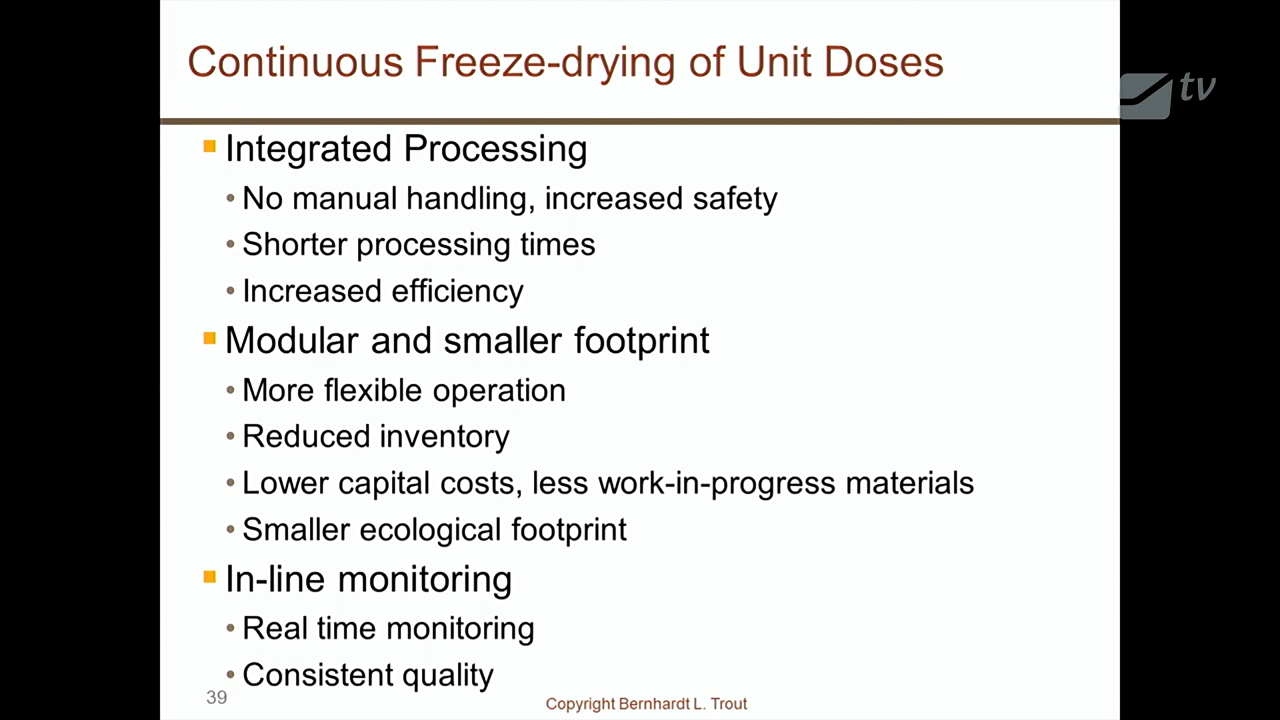 Continuous Freeze-drying of Unit Doses
tv
Integrated Processing
• No manual handling, increased safety
• Shorter processing times
• Increased efficiency
Modular and smaller footprint
• More flexible operation
• Reduced inventory
• Lower capital costs, less work-in-progress materials
• Smaller ecological footprint
In-line monitoring
• Real time monitoring
• Consistent quality
39
Copyright Bernhardt L. Trout